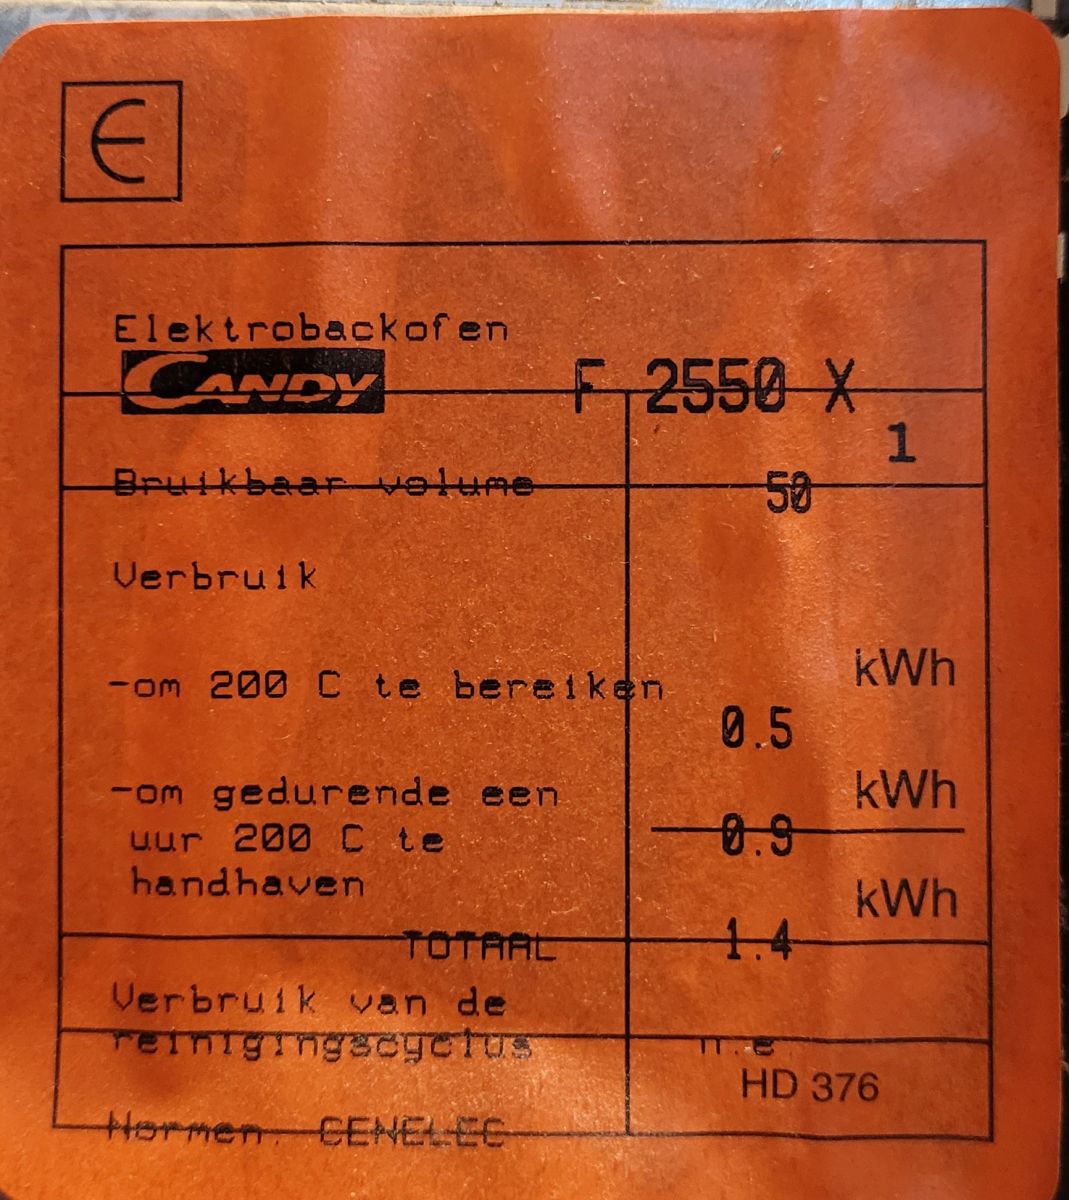 Є
Elektrobackofen
CANDY F 2550 X
Bruikbaar volume 50 l
Verbruik
-om 200 C te bereiken 0.5 kWh
-om gedurende een
uur 200 C te
handhaven 0.9 kWh
TOTAAL 1.4 kWh
Verbruik van de
reinigingscyclus n.e
Normen. CENELEC HD 376